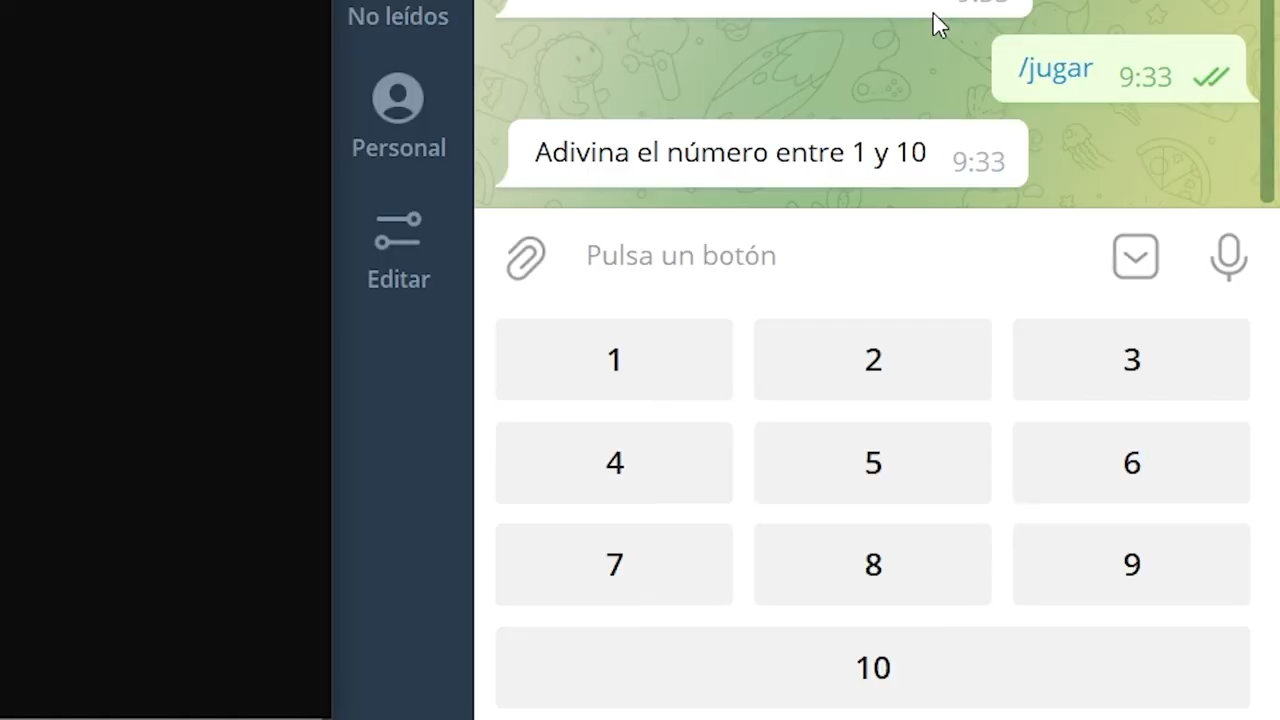 No leídos
Personal
Editar
/jugar 9:33
Adivina el número entre 1 y 10 9:33
Pulsa un botón
1 2 3
4 5 6
7 8 9
10